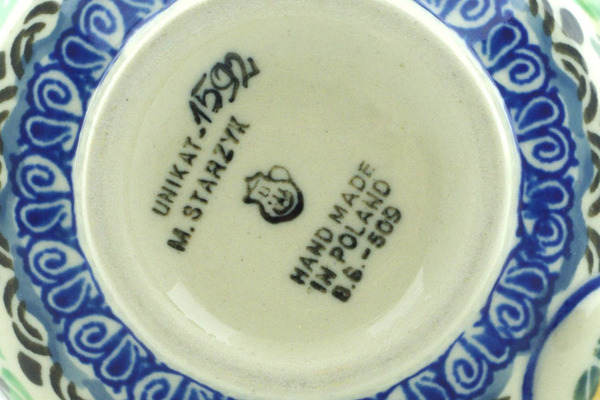 UNIKAT-1592
M. STARZYK
HAND MADE
IN POLAND
B.S.-509